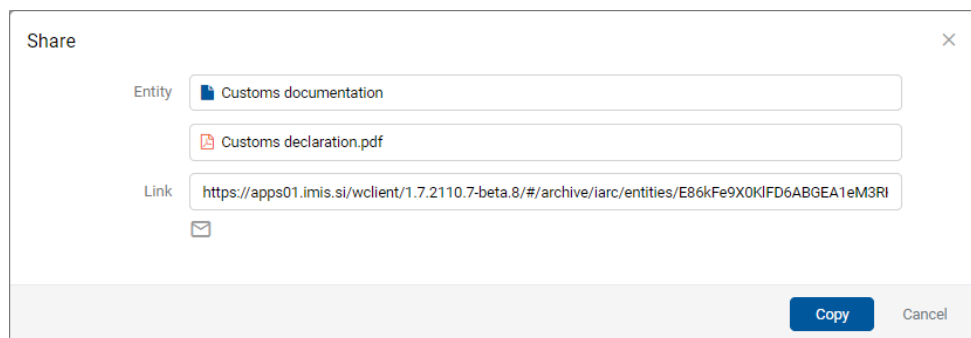 Share
Entity
Customs documentation
Customs declaration.pdf
Link
https://apps01.imis.si/wclient/1.7.2110.7-beta.8/#/archive/iarc/entities/
Copy
Cancel